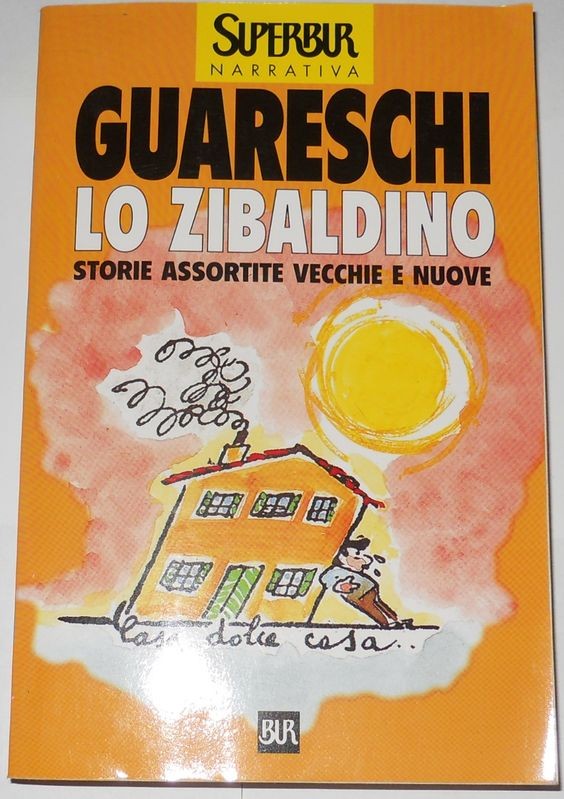 SUPERBUR
NARRATIVA
GUARESCHI
LO ZIBALDINO
STORIE ASSORTITE VECCHIE E NUOVE
Casa dolce casa..
BUR